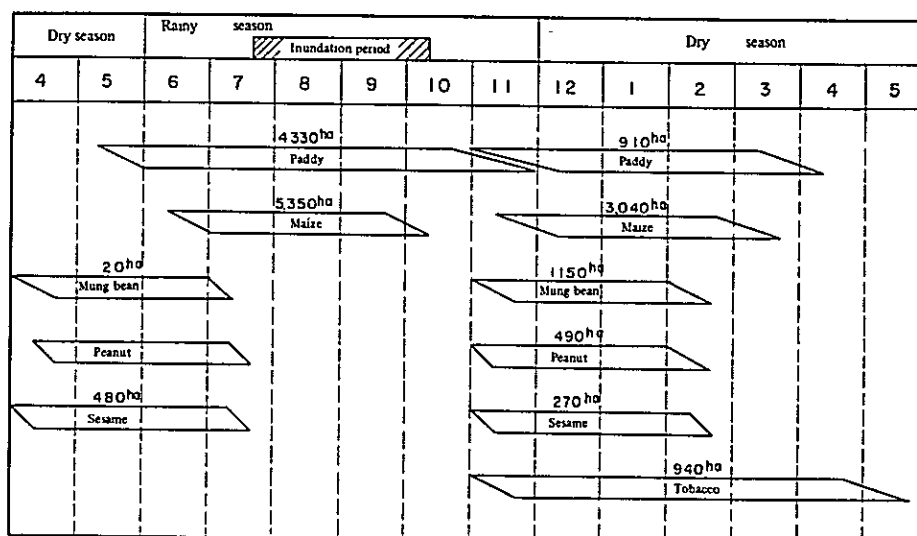 Dry season
Rainy season
Inundation period
Dry season
4 5 6 7 8 9 10 11 12 1 2 3 4 5
4330ha
Paddy
910ha
Paddy
5,350ha
Maize
3,040ha
Maize
20ha
Mung bean
1150ha
Mung bean
Peanut
490ha
Peanut
480ha
Sesame
270ha
Sesame
940ha
Tobacco